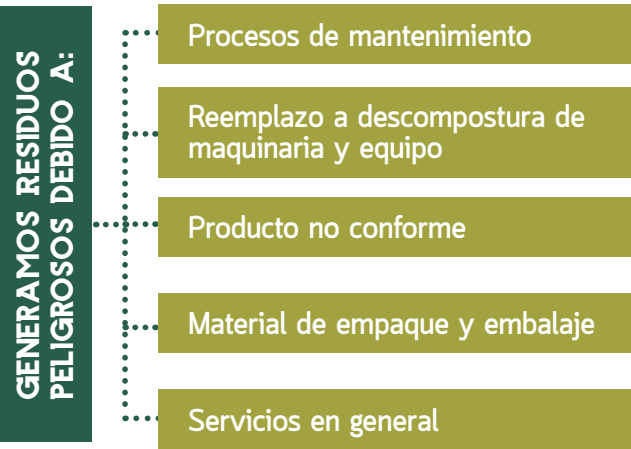 GENERAMOS RESIDUOS
PELIGROSOS DEBIDO A:
Procesos de mantenimiento
Reemplazo a descompostura de
maquinaria y equipo
Producto no conforme
Material de empaque y embalaje
Servicios en general